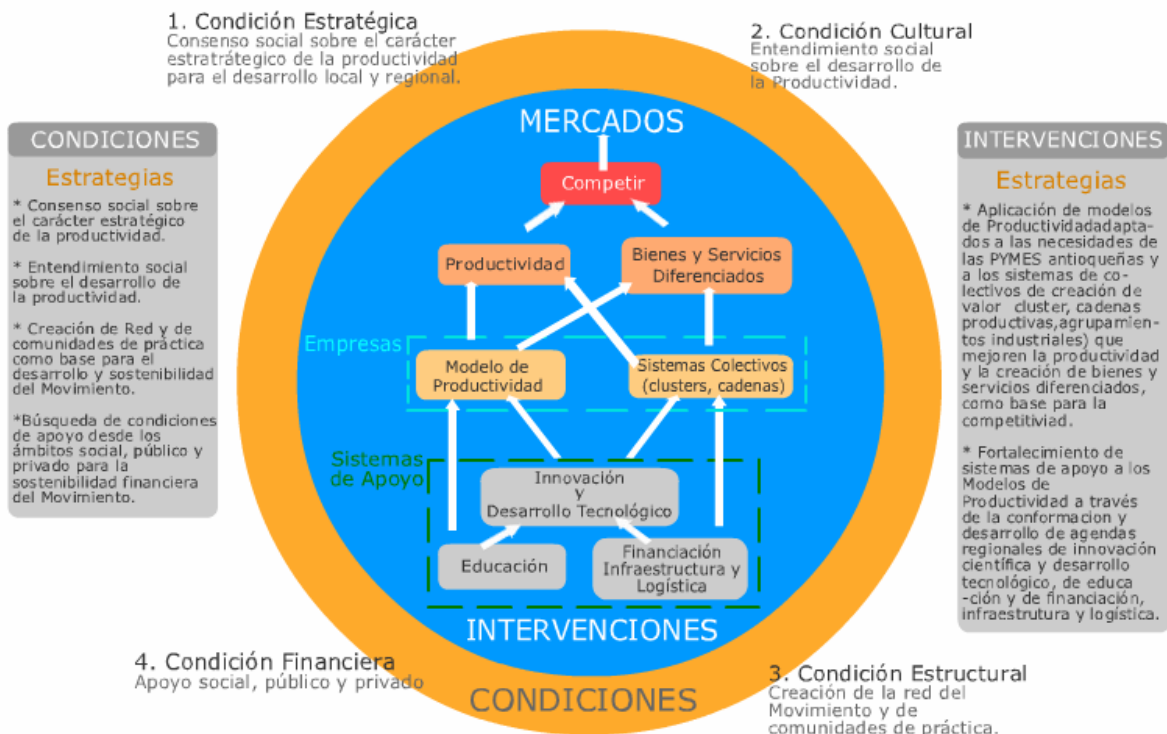 1. Condición Estratégica
Consenso social sobre el carácter
estratrátegico de la productividad
para el desarrollo local y regional.
2. Condición Cultural
Entendimiento social
sobre el desarrollo de
la Productividad.
CONDICIONES
Estrategias
* Consenso social sobre
el carácter estratégico
de la productividad.
* Entendimiento social
sobre el desarrollo de
la productividad.
* Creación de Red y de
comunidades de práctica
como base para el
desarrollo y sostenibilidad
del Movimiento.
*Búsqueda de condiciones
de apoyo desde los
ámbitos social, público y
privado para la
sostenibilidad financiera
del Movimiento.
MERCADOS
Competir
Productividad
Bienes y Servicios
Diferenciados
Empresas
Modelo de
Productividad
Sistemas Colectivos
(clusters, cadenas)
Sistemas
de Apoyo
Innovación
y
Desarrollo Tecnológico
Educación
Financiación
Infraestructura y
Logística
INTERVENCIONES
CONDICIONES
INTERVENCIONES
Estrategias
* Aplicación de modelos
de Productividadadapta-
dos a las necesidades de
las PYMES antioqueñas y
a los sistemas de co-
lectivos de creación de
valor cluster, cadenas
productivas,agrupamien-
tos industriales) que
mejoren la productividad
y la creación de bienes y
servicios diferenciados,
como base para la
competitiviad.
* Fortalecimiento de
sistemas de apoyo a los
Modelos de
Productividad a través
de la conformacion y
desarrollo de agendas
regionales de innovación
científica y desarrollo
tecnológico, de educa
-ción y de financiación,
infraestrutura y logística.
4. Condición Financiera
Apoyo social, público y privado
3. Condición Estructural
Creación de la red del
Movimiento y de
comunidades de práctica.